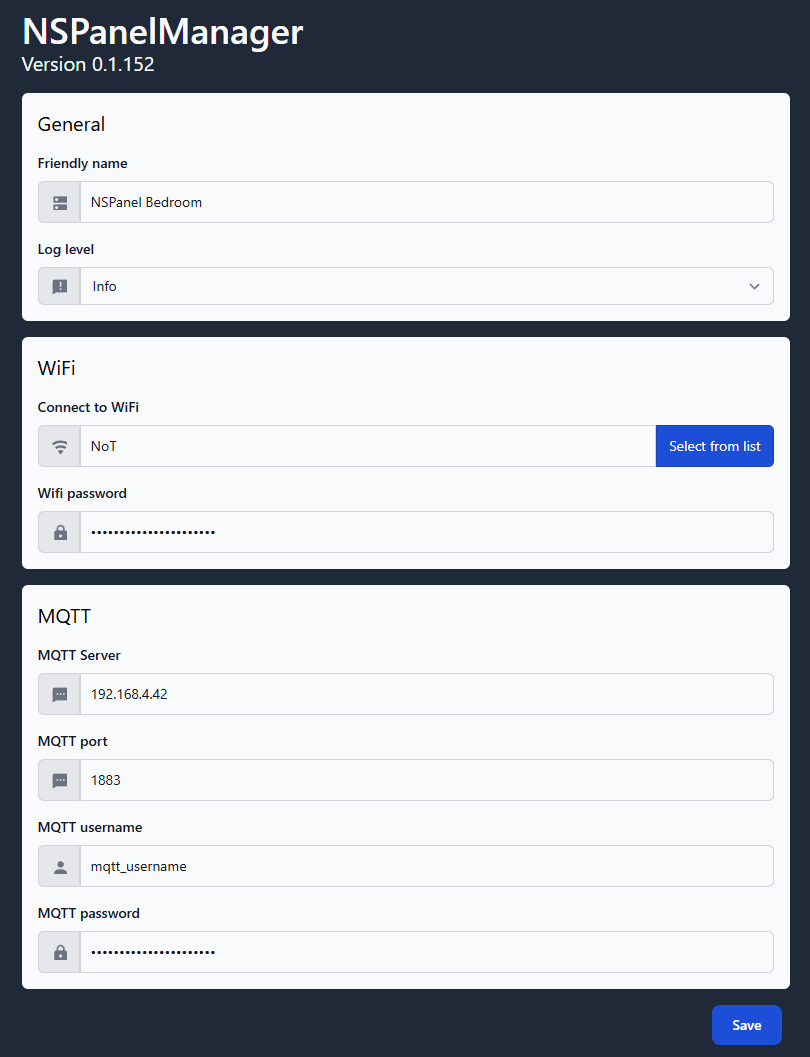 NSPanelManager
Version 0.1.152
General
Friendly name
NSPanel Bedroom
Log level
Info
WiFi
Connect to WiFi
NoT
Select from list
Wifi password
••••••••••••••••••••••
MQTT
MQTT Server
192.168.4.42
MQTT port
1883
MQTT username
mqtt_username
MQTT password
••••••••••••••••••••••
Save